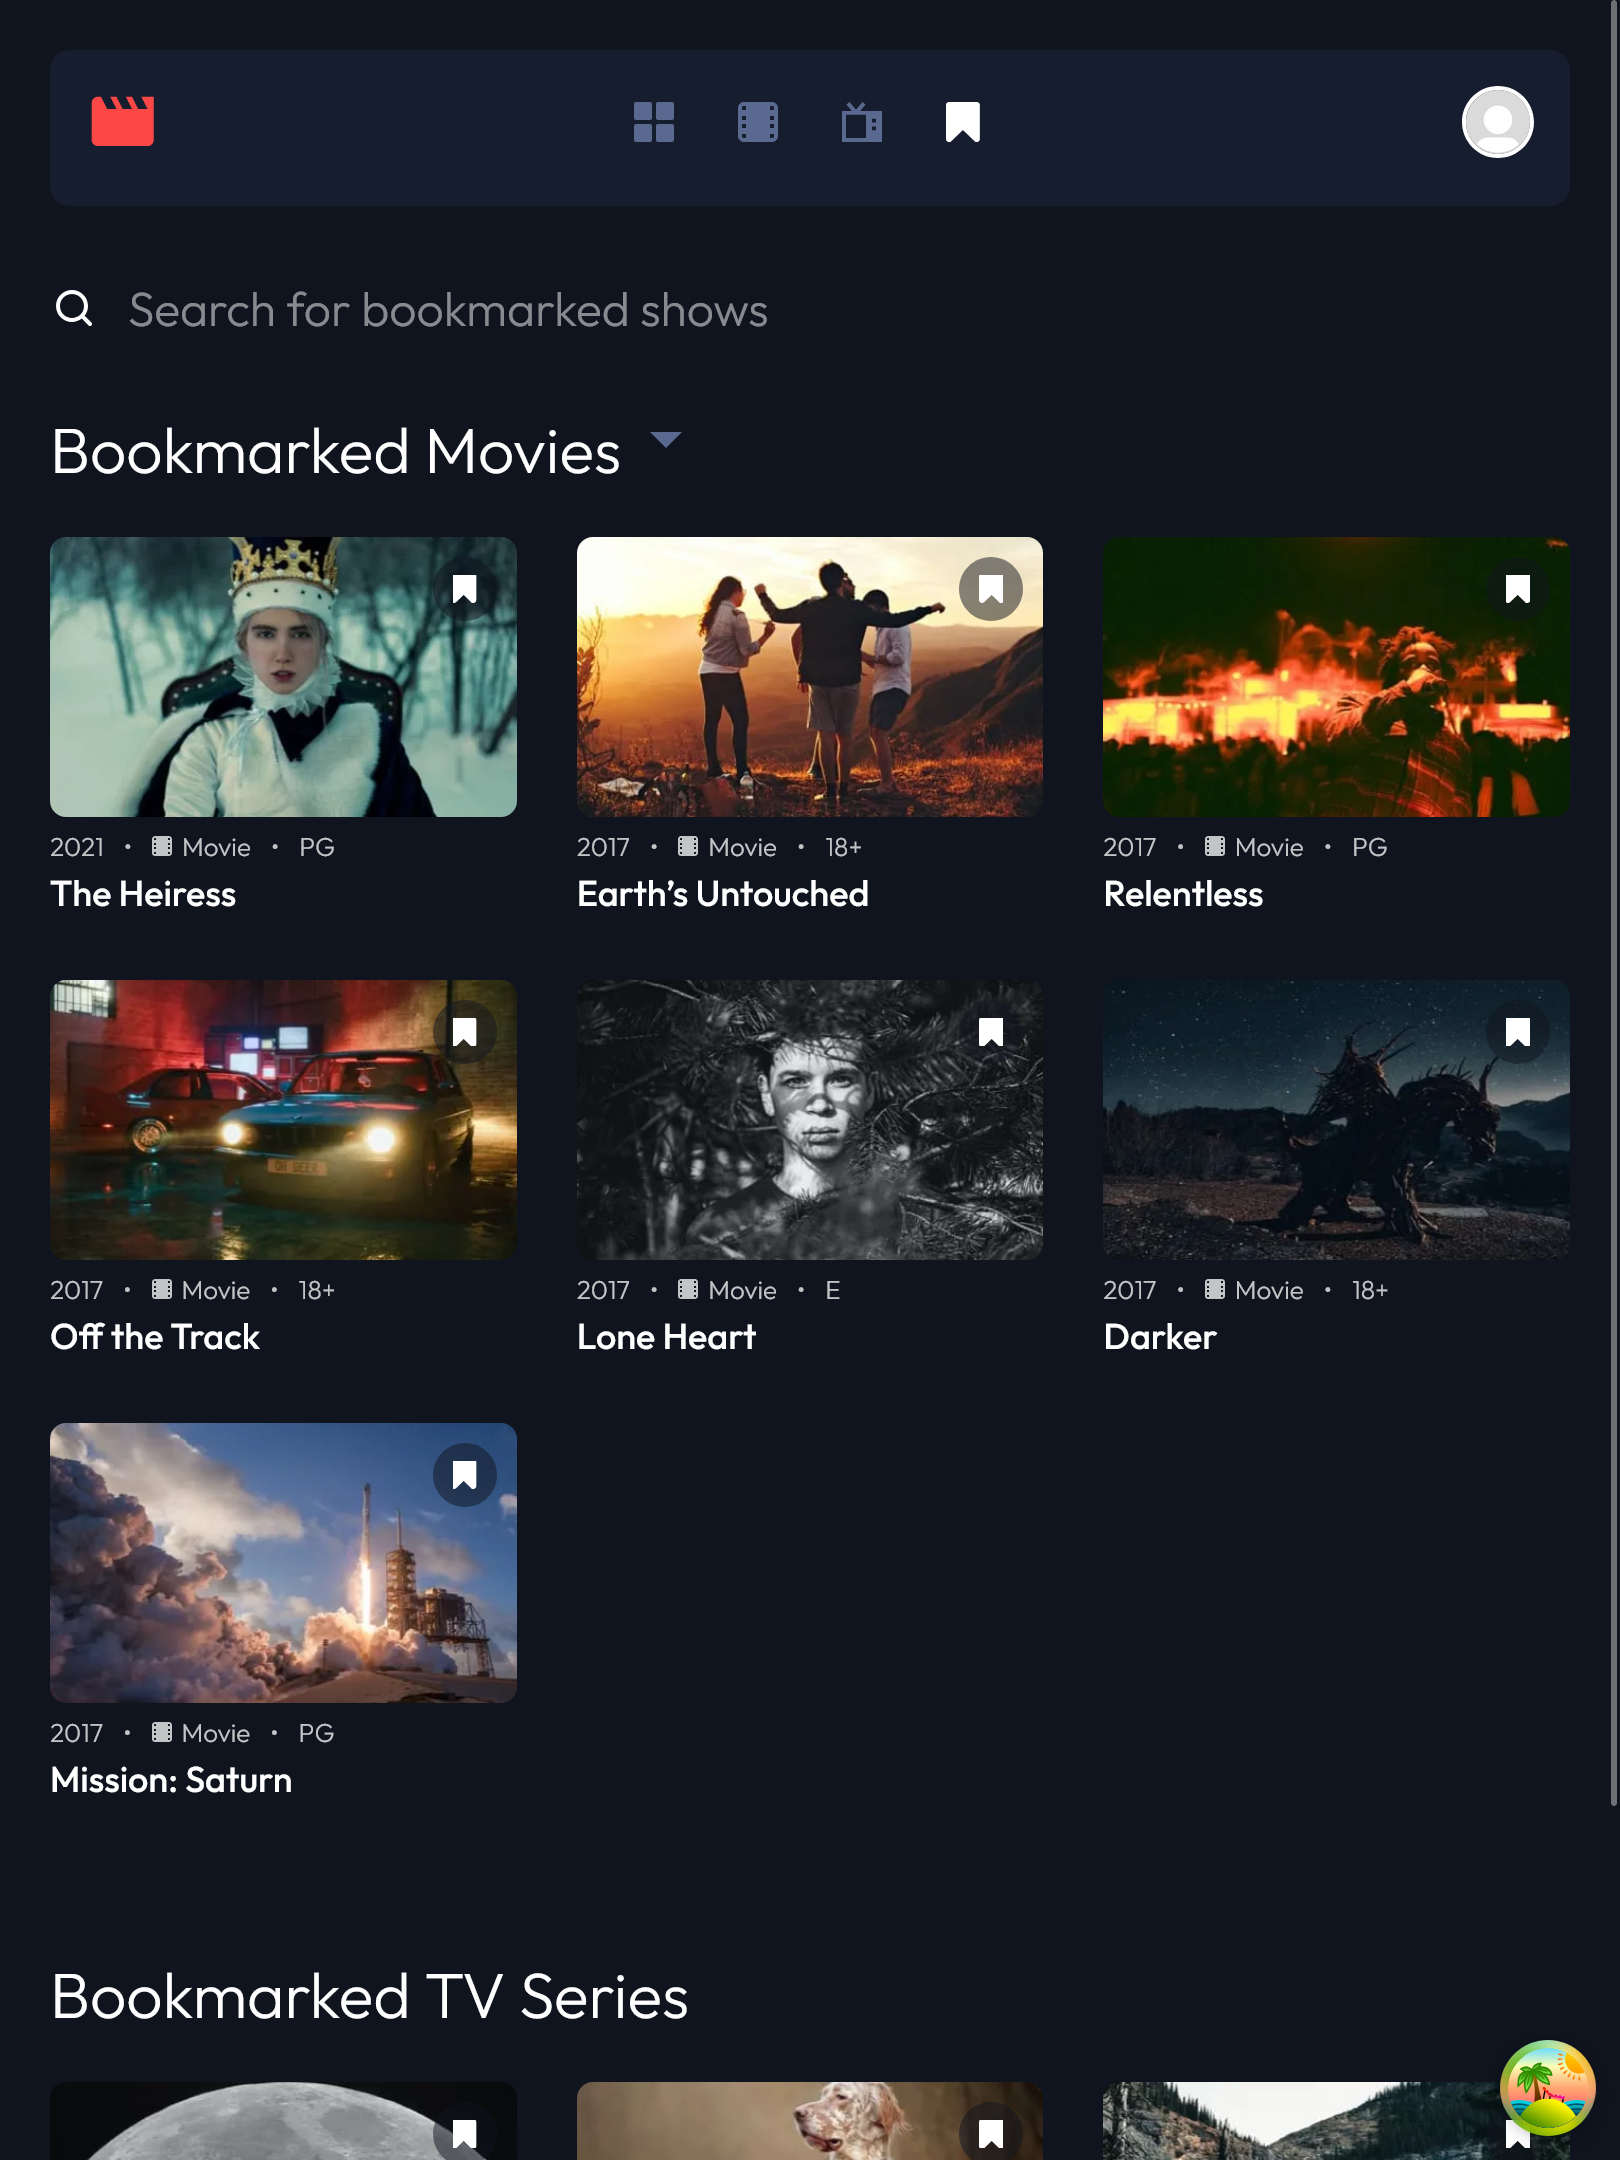 Search for bookmarked shows
Bookmarked Movies
2021 • Movie • PG
The Heiress
2017 • Movie • 18+
Earth’s Untouched
2017 • Movie • PG
Relentless
2017 • Movie • 18+
Off the Track
OH DEER
2017 • Movie • E
Lone Heart
2017 • Movie • 18+
Darker
2017 • Movie • PG
Mission: Saturn
Bookmarked TV Series